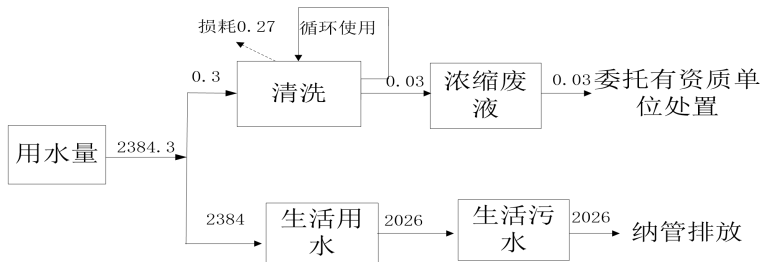 损耗0.27
循环使用
0.3
清洗
0.03
浓缩废
液
0.03
委托有资质单
位处置
用水量
2384.3
2384
生活用
水
2026
生活污
水
2026
纳管排放